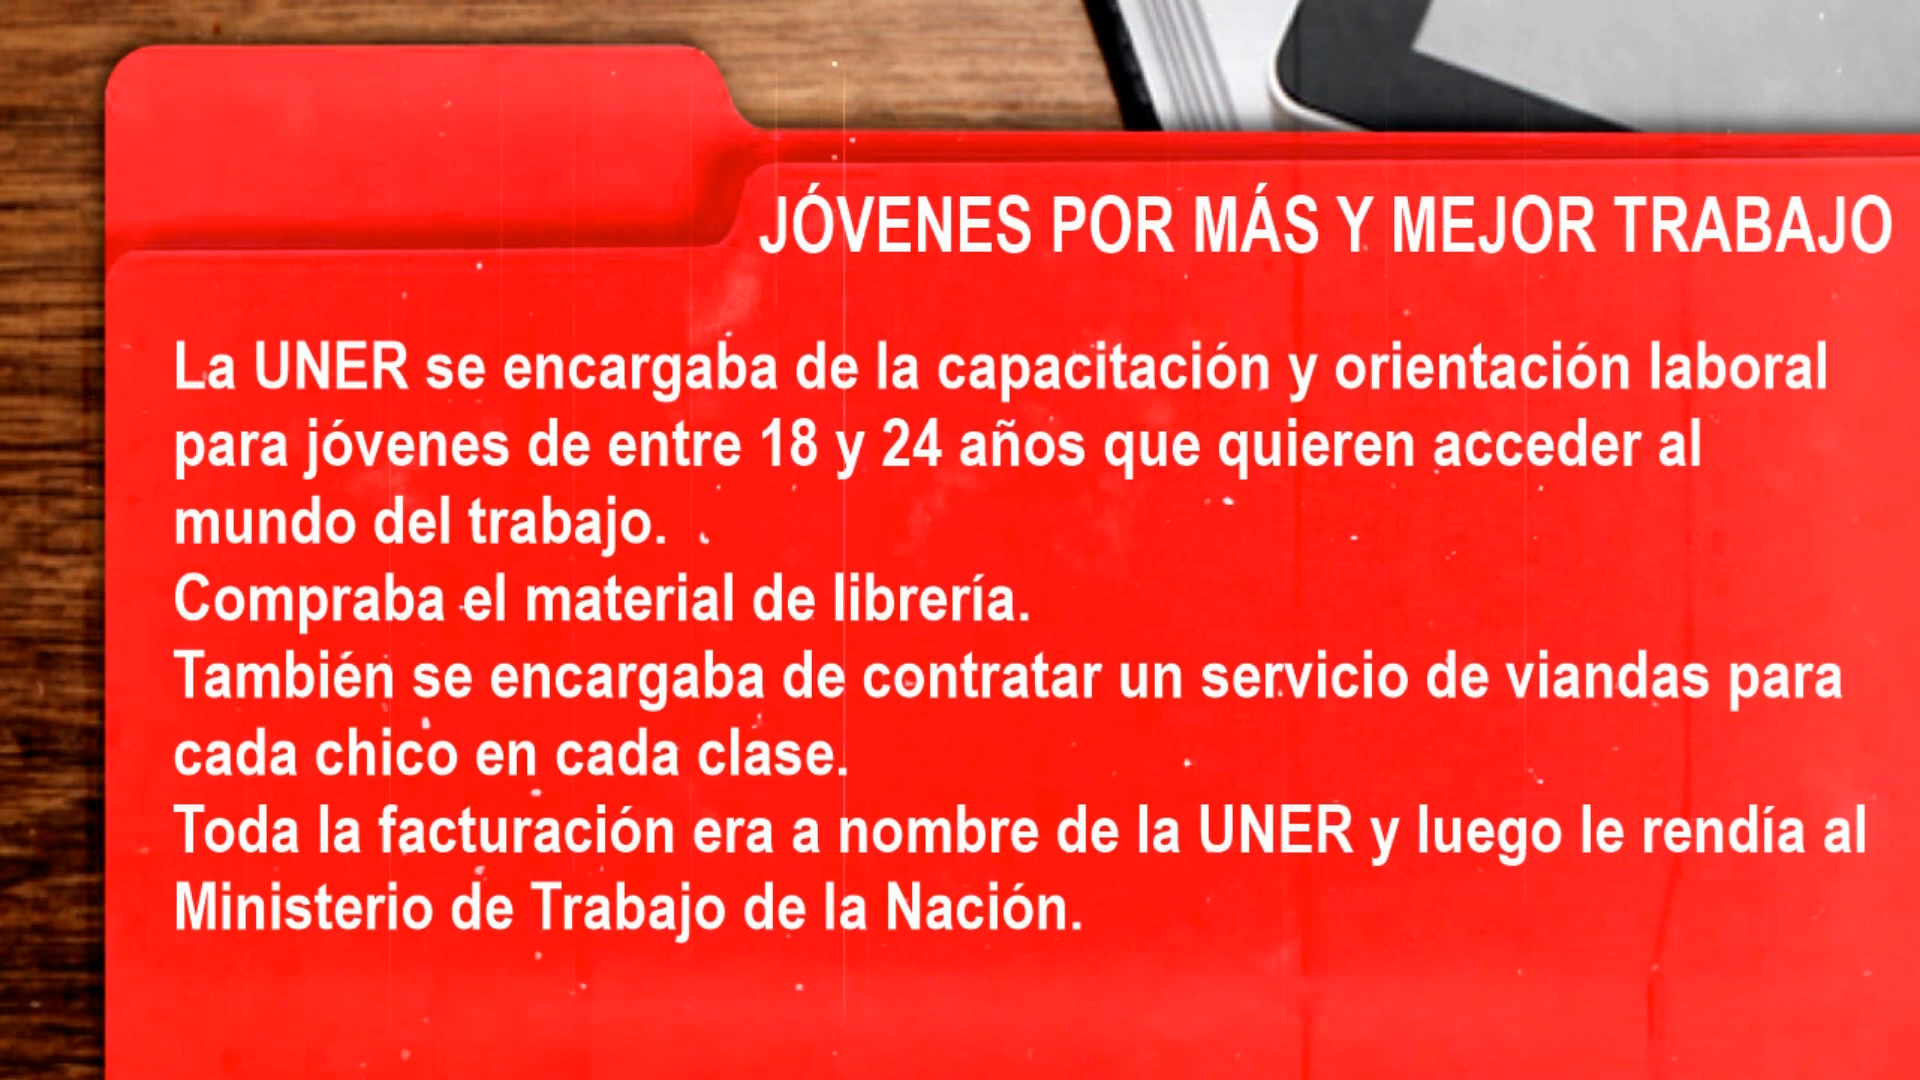 JÓVENES POR MÁS Y MEJOR TRABAJO
La UNER se encargaba de la capacitación y orientación laboral
para jóvenes de entre 18 y 24 años que quieren acceder al
mundo del trabajo.
Compraba el material de librería.
También se encargaba de contratar un servicio de viandas para
cada chico en cada clase.
Toda la facturación era a nombre de la UNER y luego le rendía al
Ministerio de Trabajo de la Nación.